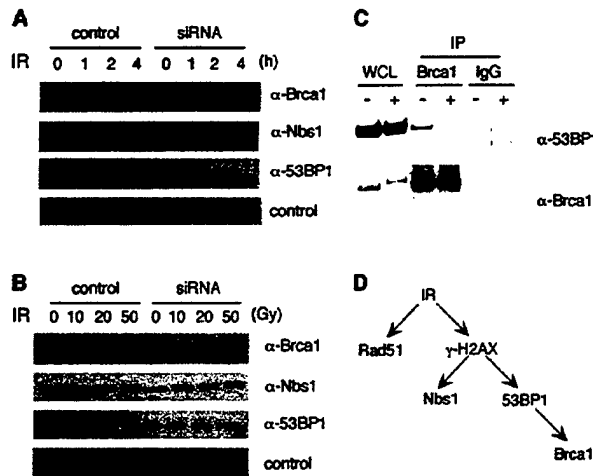 A
control siRNA
IR 0 1 2 4 0 1 2 4 (h)
α-Brca1
α-Nbs1
α-53BP1
control
B
control siRNA
IR 0 10 20 50 0 10 20 50 (Gy)
α-Brca1
α-Nbs1
α-53BP1
control
C
IP
WCL Brca1 IgG
- + - + - +
α-53BP
α-Brca1
D
IR
Rad51 γ-H2AX
Nbs1 53BP1
Brca1